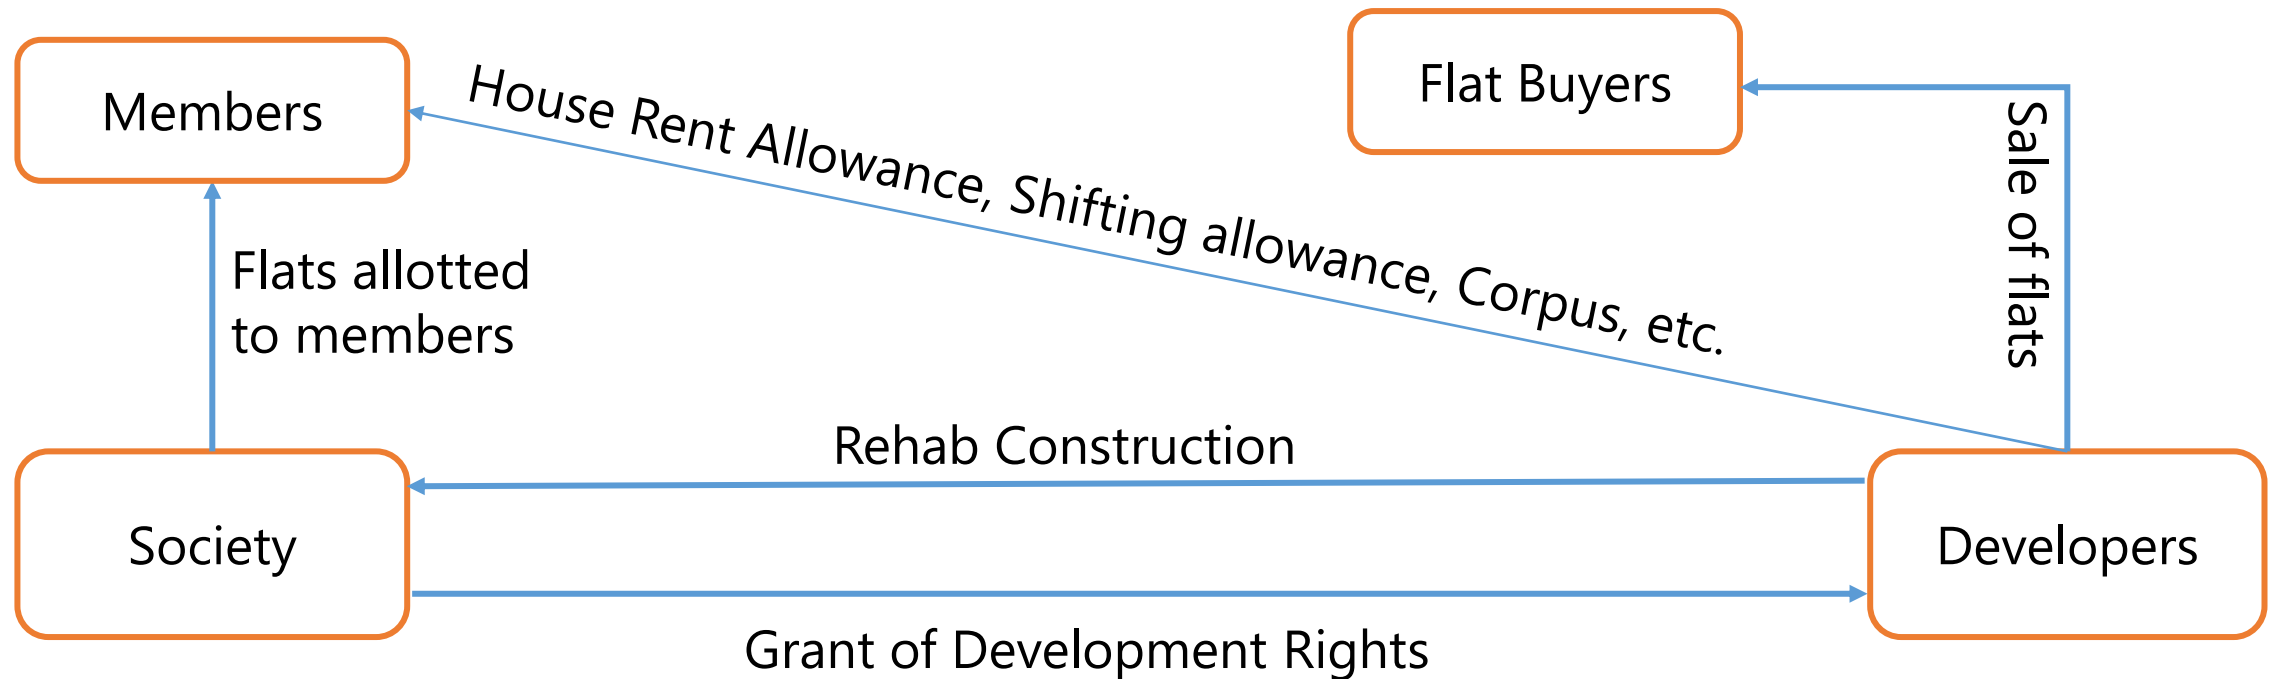 Members
Flat Buyers
House Rent Allowance, Shifting allowance, Corpus, etc.
Sale of flats
Flats allotted
to members
Rehab Construction
Society
Developers
Grant of Development Rights